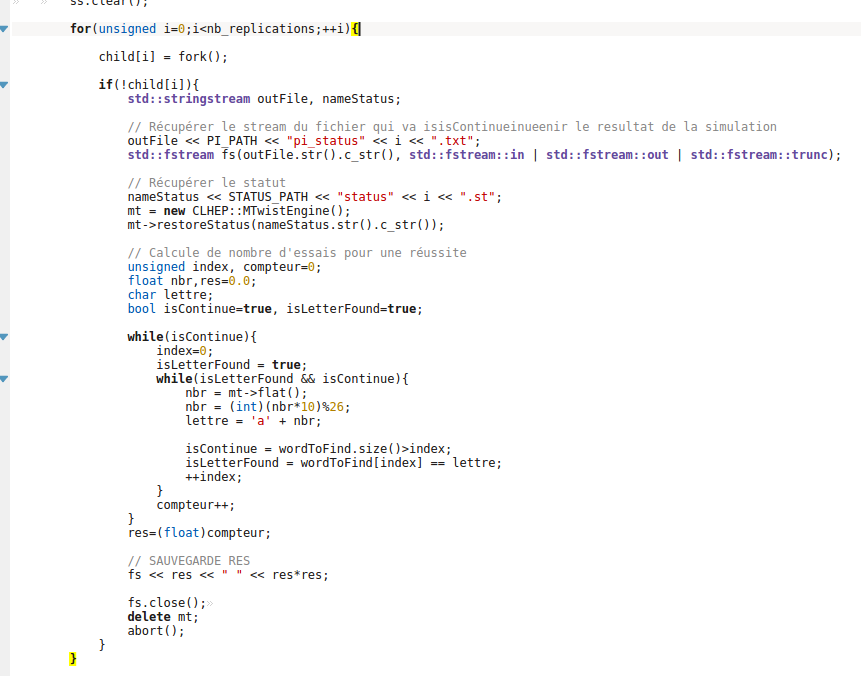 ss.clear();
for(unsigned i=0;i<nb_replications;++i){
child[i] = fork();
if(!child[i]){
std::stringstream outFile, nameStatus;
// Récupérer le stream du fichier qui va isisContinueinueenir le resultat de la simulation
outFile << PI_PATH << "pi_status" << i << ".txt";
std::fstream fs(outFile.str().c_str(), std::fstream::in | std::fstream::out | std::fstream::trunc);
// Récupérer le statut
nameStatus << STATUS_PATH << "status" << i << ".st";
mt = new CLHEP::MTwistEngine();
mt->restoreStatus(nameStatus.str().c_str());
// Calcule de nombre d'essais pour une réussite
unsigned index, compteur=0;
float nbr,res=0.0;
char lettre;
bool isContinue=true, isLetterFound=true;
while(isContinue){
index=0;
isLetterFound = true;
while(isLetterFound && isContinue){
nbr = mt->flat();
nbr = (int)(nbr*10)%26;
lettre = 'a' + nbr;
isContinue = wordToFind.size()>index;
isLetterFound = wordToFind[index] == lettre;
++index;
}
compteur++;
}
res=(float)compteur;
// SAUVEGARDE RES
fs << res << " " << res*res;
fs.close();
delete mt;
abort();
}
}